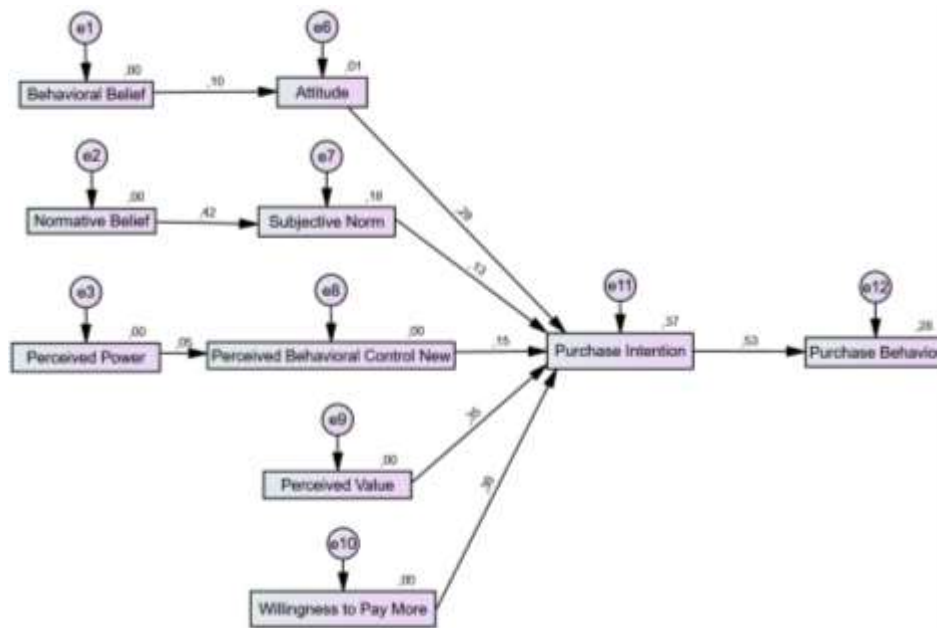 e1
e6
,00
,01
Behavioral Belief
,10
Attitude
e2
e7
,00
,18
Normative Belief
,42
Subjective Norm
,29
,13
e3
e8
e11
e12
,00
,00
,37
,28
Perceived Power
,05
Perceived Behavioral Control New
,15
Purchase Intention
,53
Purchase Behavior
e9
,00
Perceived Value
e10
,00
Willingness to Pay More